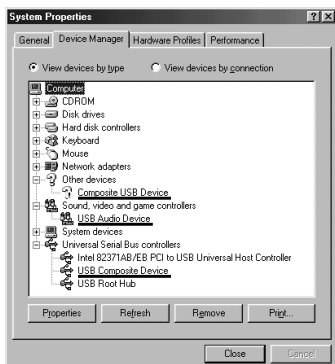 System Properties
General Device Manager Hardware Profiles Performance
View devices by type View devices by connection
Computer
CDROM
Disk drives
Hard disk controllers
Keyboard
Mouse
Network adapters
Other devices
Composite USB Device
Sound, video and game controllers
USB Audio Device
System devices
Universal Serial Bus controllers
Intel 82371AB/EB PCI to USB Universal Host Controller
USB Composite Device
USB Root Hub
Properties Refresh Remove Print...
Close Cancel